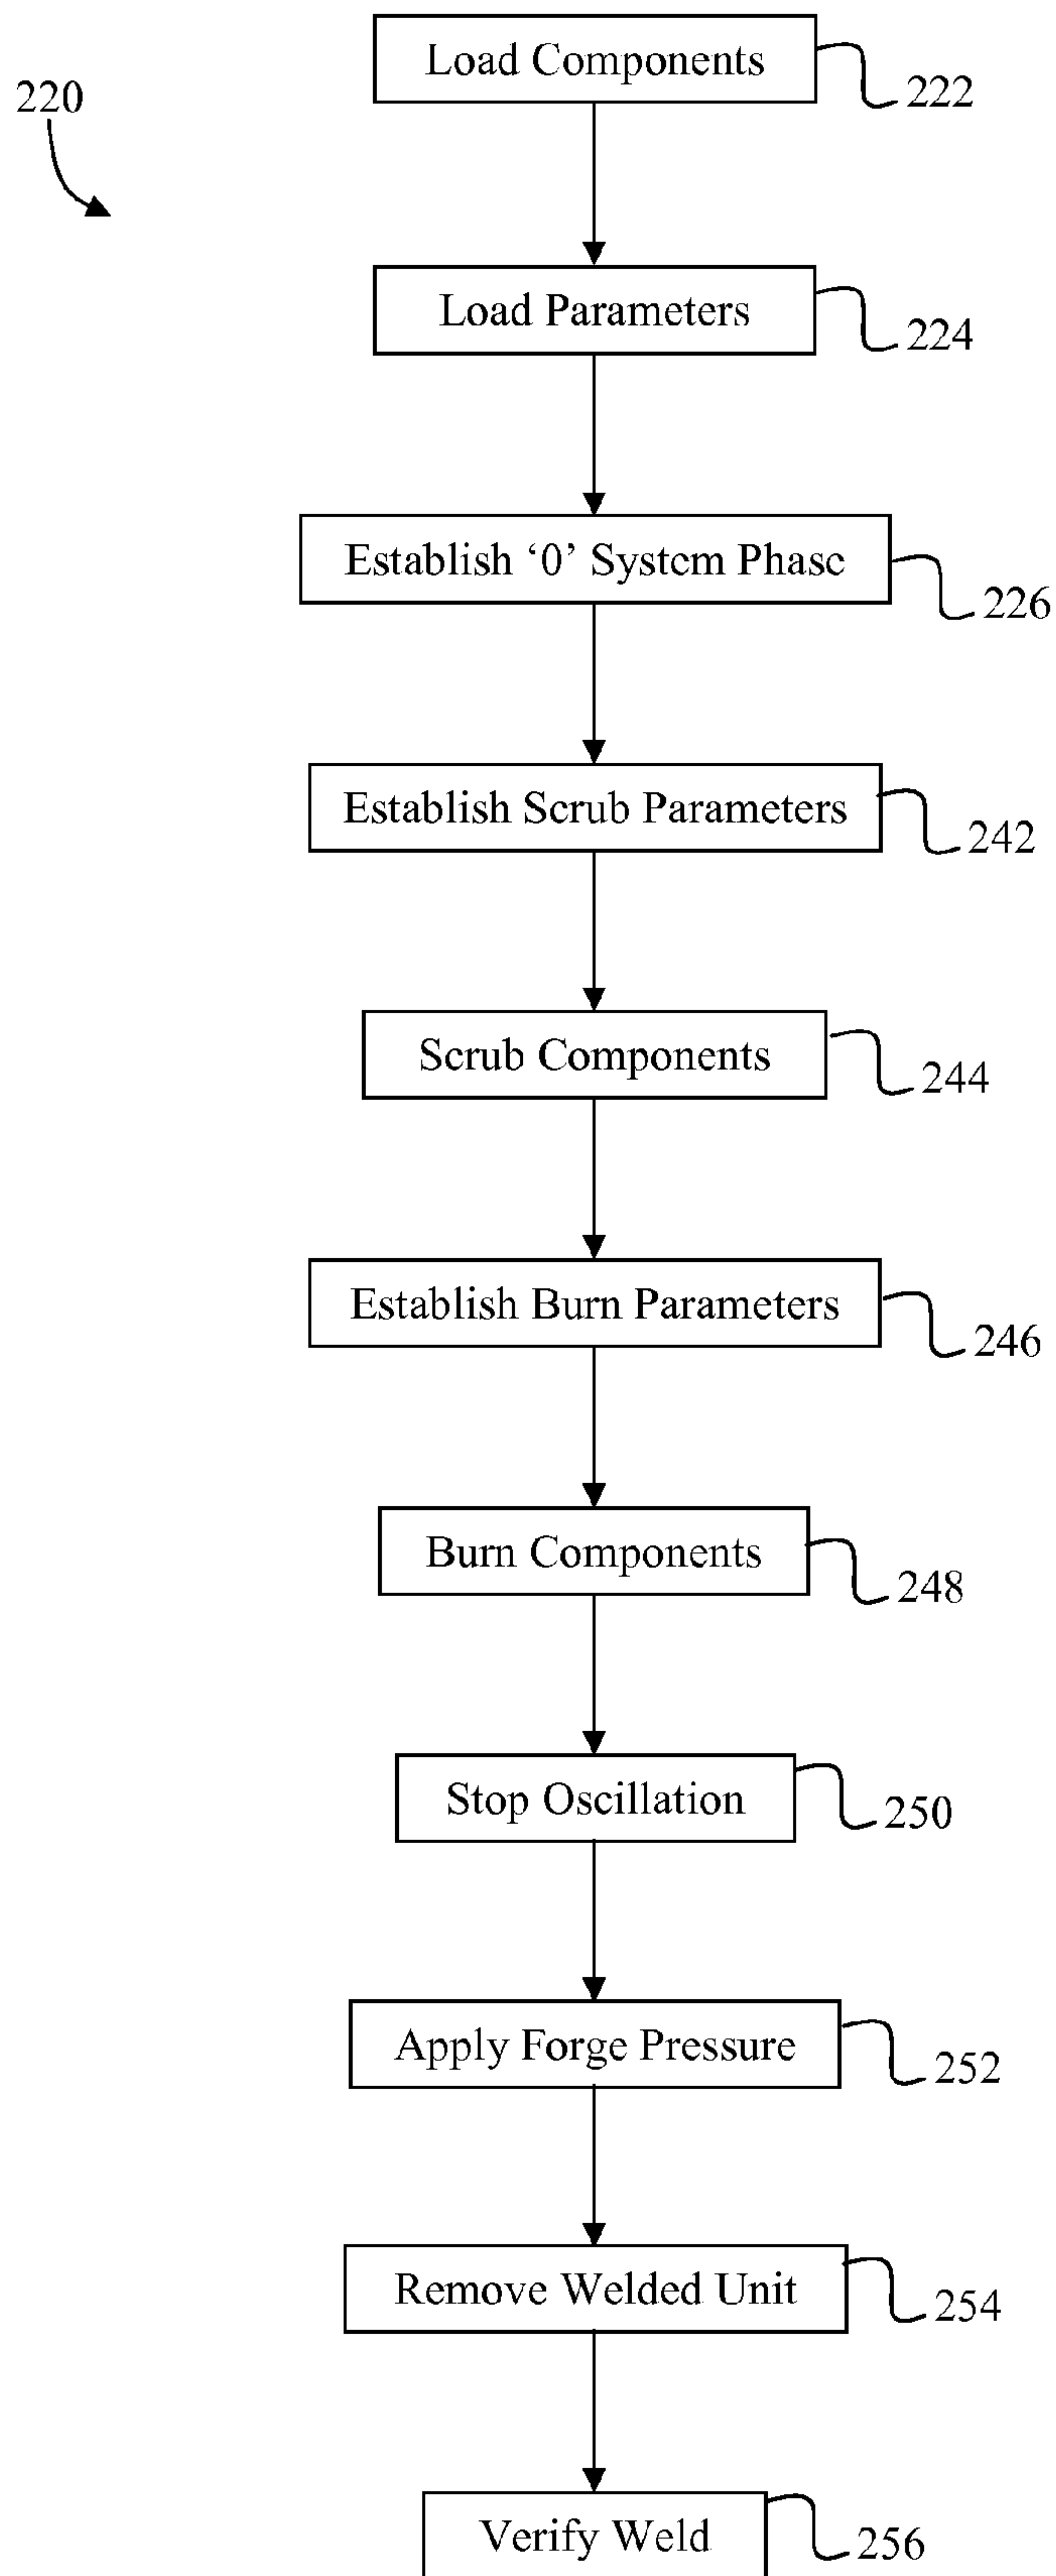 Load Components
222
220
Load Parameters
224
Establish ‘0’ System Phase
226
Establish Scrub Parameters
242
Scrub Components
244
Establish Burn Parameters
246
Burn Components
248
Stop Oscillation
250
Apply Forge Pressure
252
Remove Welded Unit
254
Verify Weld
256